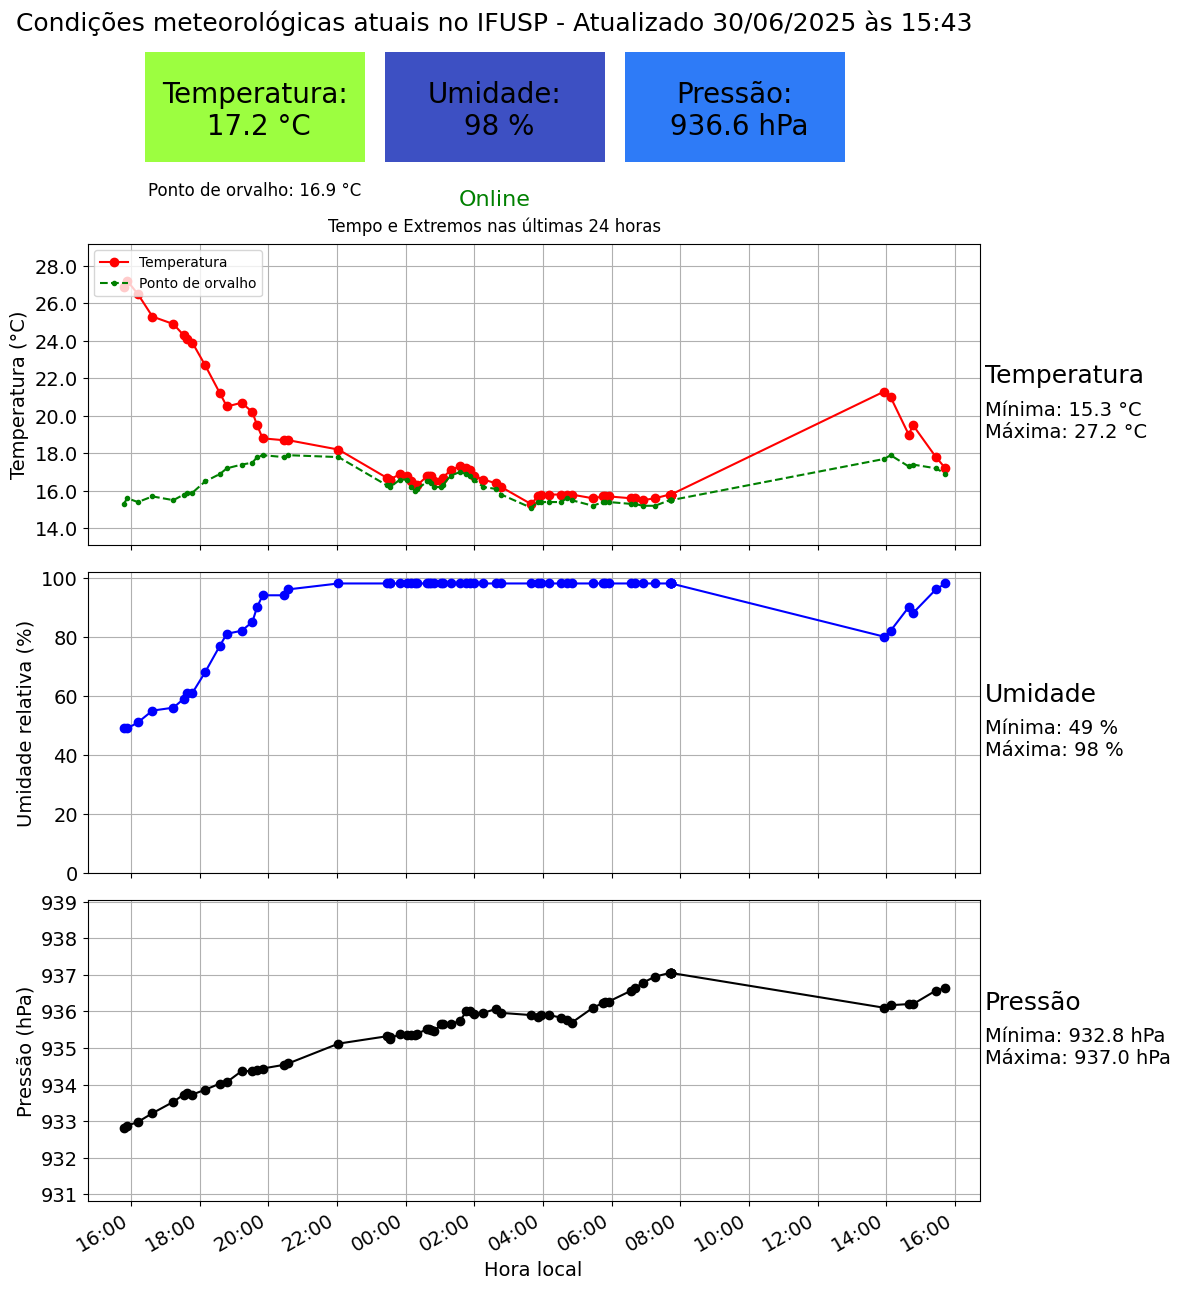 Condições meteorológicas atuais no IFUSP - Atualizado 30/06/2025 às 15:43
Temperatura:
17.2 °C
Umidade:
98 %
Pressão:
936.6 hPa
Ponto de orvalho: 16.9 °C
Online
Tempo e Extremos nas últimas 24 horas
Temperatura
Ponto de orvalho
Temperatura (°C)
28.0
26.0
24.0
22.0
20.0
18.0
16.0
14.0
Temperatura
Mínima: 15.3 °C
Máxima: 27.2 °C
Umidade relativa (%)
100
80
60
40
20
0
Umidade
Mínima: 49 %
Máxima: 98 %
Pressão (hPa)
939
938
937
936
935
934
933
932
931
Pressão
Mínima: 932.8 hPa
Máxima: 937.0 hPa
16:00
18:00
20:00
22:00
00:00
02:00
04:00
06:00
08:00
10:00
12:00
14:00
16:00
Hora local